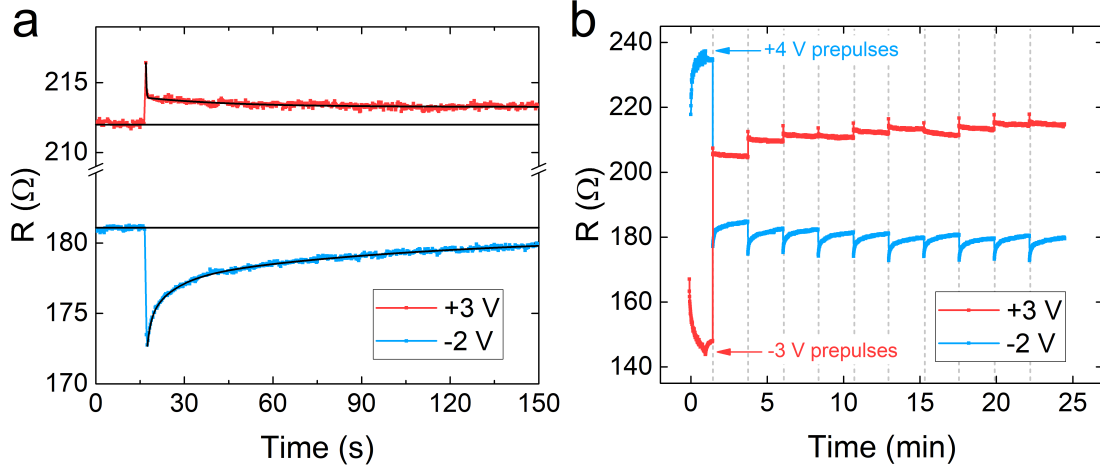 a
R (Ω)
215
210
180
175
170
0
30
60
90
120
150
Time (s)
+3 V
-2 V
b
R (Ω)
240
220
200
180
160
140
0
5
10
15
20
25
Time (min)
+4 V prepulses
-3 V prepulses
+3 V
-2 V